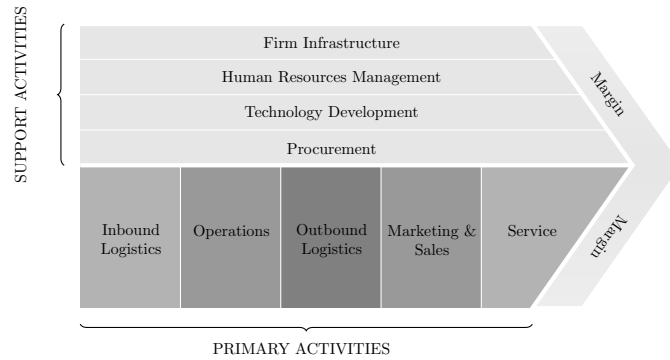 SUPPORT ACTIVITIES
Firm Infrastructure
Human Resources Management
Technology Development
Procurement
Margin
Inbound
Logistics
Operations
Outbound
Logistics
Marketing &
Sales
Service
Margin
PRIMARY ACTIVITIES